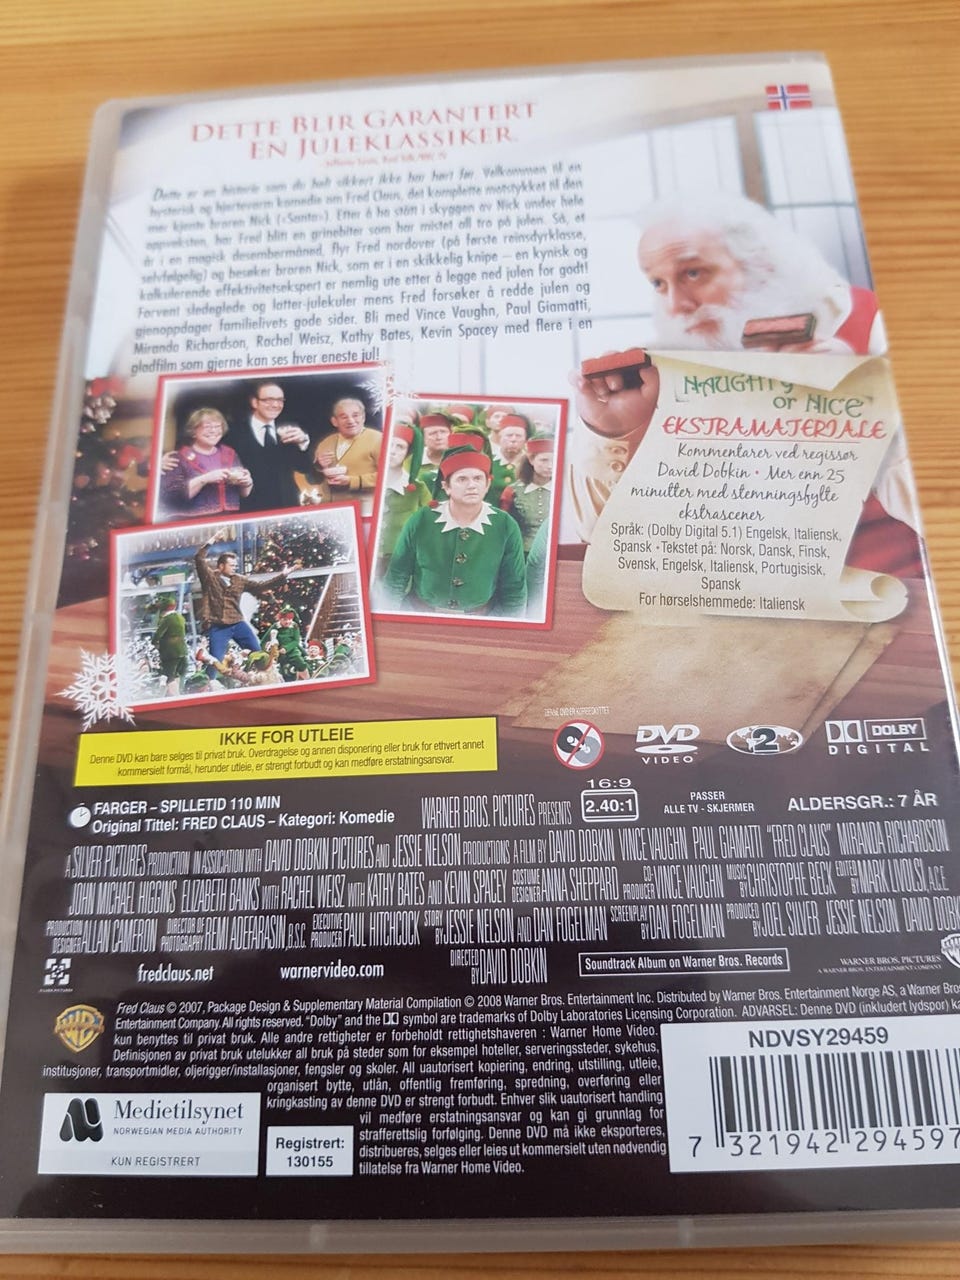 DETTE BLIR GARANTERT
EN JULEKLASSIKER
Dette er en historie som du helt sikkert ikke har hørt før. Velkommen til en
hysterisk og hjertevarm komedie om Fred Claus, det komplette motstykket til den
mer kjente broren Nick («Santa»). Etter å ha stått i skyggen av Nick under hele
oppveksten, har Fred blitt en grinebiter som har mistet all tro på julen. Så, et
år i en magisk desembermåned, flyr Fred nordover (på første reinsdyrklasse,
selvfølgelig) og besøker broren Nick, som er i en skikkelig knipe – en kynisk og
kalkulerende effektivitetsekspert er nemlig ute etter å legge ned julen for godt!
Forvent sledeglede og latter-julekuler mens Fred forsøker å redde julen og
gjenoppdager familielivets gode sider. Bli med Vince Vaughn, Paul Giamatti,
Miranda Richardson, Rachel Weisz, Kathy Bates, Kevin Spacey med flere i en
gladfilm som gjerne kan ses hver eneste jul!
NAUGHTY
or NICE
EKSTRAMATERIALE
Kommentarer ved regissør
David Dobkin • Mer enn 25
minutter med stemningsfylte
ekstrascener
Språk: (Dolby Digital 5.1) Engelsk, Italiensk,
Spansk • Tekstet på: Norsk, Dansk, Finsk,
Svensk, Engelsk, Italiensk, Portugisisk,
Spansk
For hørselshemmede: Italiensk
IKKE FOR UTLEIE
Denne DVD kan bare selges til privat bruk. Overdragelse og annen disponering eller bruk for ethvert annet
kommersielt formål, herunder utleie, er strengt forbudt og kan medføre erstatningsansvar.
DENNE DVD ER KOPIBESKYTTET
DVD
VIDEO
2
DOLBY
DIGITAL
FARGER – SPILLETID 110 MIN
Original Tittel: FRED CLAUS – Kategori: Komedie
16:9
2.40:1
PASSER
ALLE TV - SKJERMER
ALDERSGR.: 7 ÅR
WARNER BROS. PICTURES PRESENTS
A SILVER PICTURES PRODUCTION IN ASSOCIATION WITH DAVID DOBKIN PICTURES AND JESSIE NELSON PRODUCTIONS A FILM BY DAVID DOBKIN VINCE VAUGHN PAUL GIAMATTI "FRED CLAUS" MIRANDA RICHARDSON
JOHN MICHAEL HIGGINS ELIZABETH BANKS WITH RACHEL WEISZ WITH KATHY BATES AND KEVIN SPACEY COSTUME DESIGNER ANNA SHEPPARD CO-PRODUCER VINCE VAUGHN MUSIC BY CHRISTOPHE BECK EDITED BY MARK LIVOLSI, A.C.E.
PRODUCTION DESIGNER ALLAN CAMERON DIRECTOR OF PHOTOGRAPHY REMI ADEFARASIN, B.S.C. EXECUTIVE PRODUCER PAUL HITCHCOCK STORY BY JESSIE NELSON AND DAN FOGELMAN SCREENPLAY BY DAN FOGELMAN PRODUCED BY JOEL SILVER JESSIE NELSON DAVID DOB
DIRECTED BY DAVID DOBKIN
SILVER PICTURES
fredclaus.net
warnervideo.com
Soundtrack Album on Warner Bros. Records
WARNER BROS. PICTURES
A WARNER BROS. ENTERTAINMENT COMPANY
Fred Claus © 2007, Package Design & Supplementary Material Compilation © 2008 Warner Bros. Entertainment Inc. Distributed by Warner Bros. Entertainment Norge AS, a Warner Bros
Entertainment Company. All rights reserved. "Dolby" and the symbol are trademarks of Dolby Laboratories Licensing Corporation. ADVARSEL: Denne DVD (inkludert lydspor) ka
kun benyttes til privat bruk. Alle andre rettigheter er forbeholdt rettighetshaveren : Warner Home Video.
Definisjonen av privat bruk utelukker all bruk på steder som for eksempel hoteller, serveringssteder, sykehus,
institusjoner, transportmidler, oljerigger/installasjoner, fengsler og skoler. All uautorisert kopiering, endring, utstilling, utleie,
organisert bytte, utlån, offentlig fremføring, spredning, overføring eller
kringkasting av denne DVD er strengt forbudt. Enhver slik uautorisert handling
vil medføre erstatningsansvar og kan gi grunnlag for
strafferettslig forfølging. Denne DVD må ikke eksporteres,
distribueres, selges eller leies ut kommersielt uten nødvendig
tillatelse fra Warner Home Video.
WB
Medietilsynet
NORWEGIAN MEDIA AUTHORITY
KUN REGISTRERT
Registrert:
130155
NDVSY29459
7 321942 294597